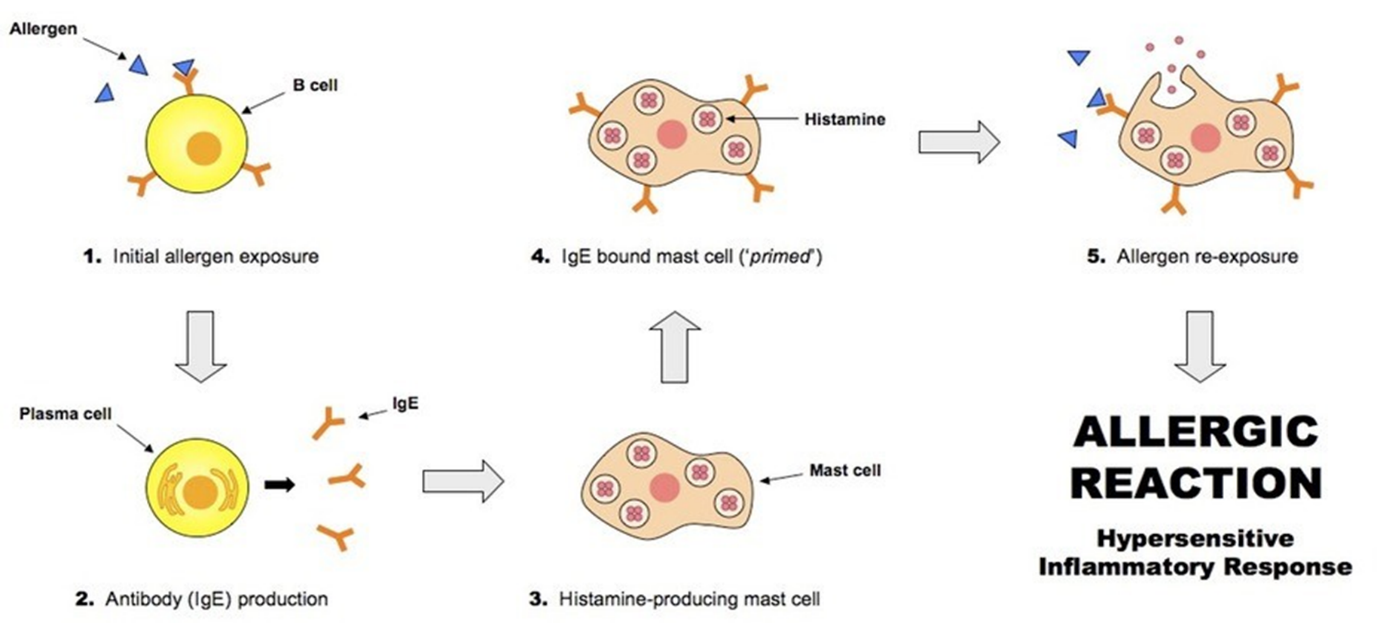 Allergen
B cell
1. Initial allergen exposure
Plasma cell
IgE
2. Antibody (IgE) production
Mast cell
3. Histamine-producing mast cell
Histamine
4. IgE bound mast cell ('primed')
5. Allergen re-exposure
ALLERGIC
REACTION
Hypersensitive
Inflammatory Response